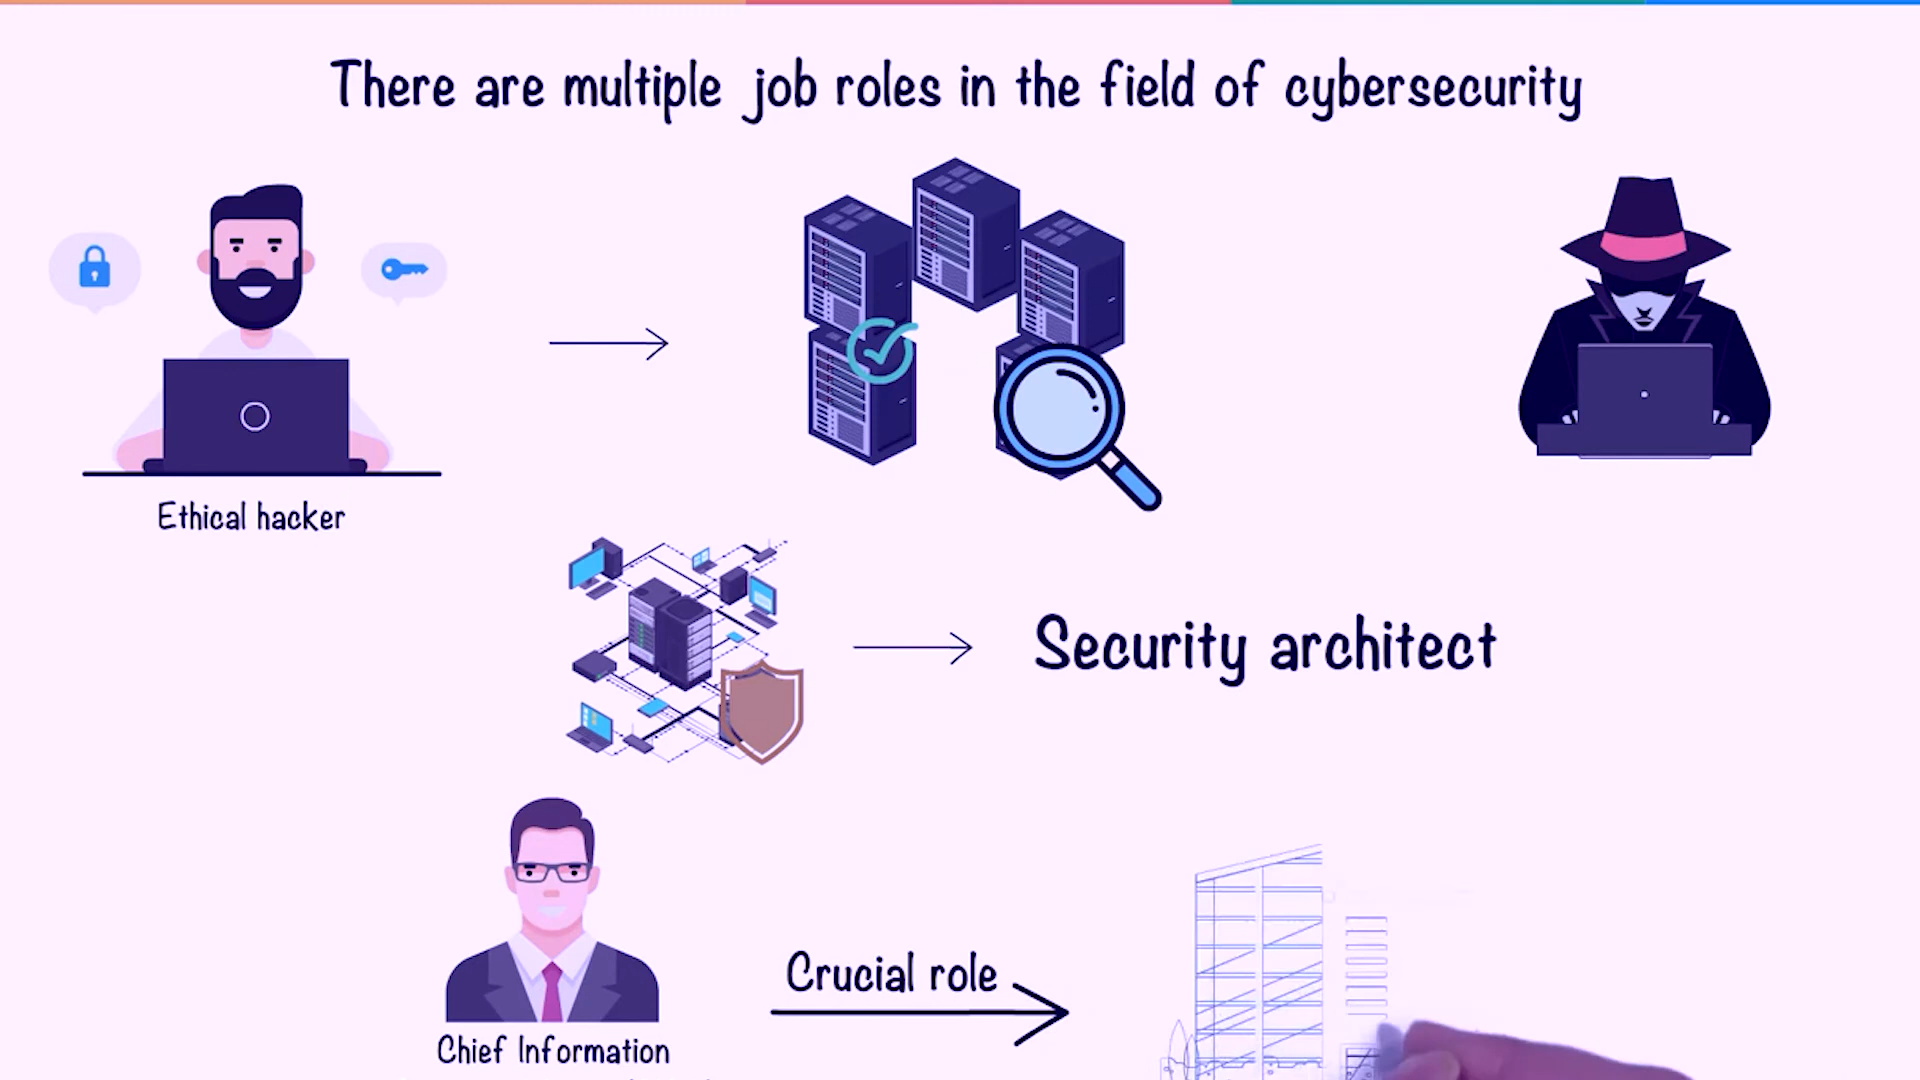 There are multiple job roles in the field of cybersecurity
Ethical hacker
Security architect
Crucial role
Chief Information